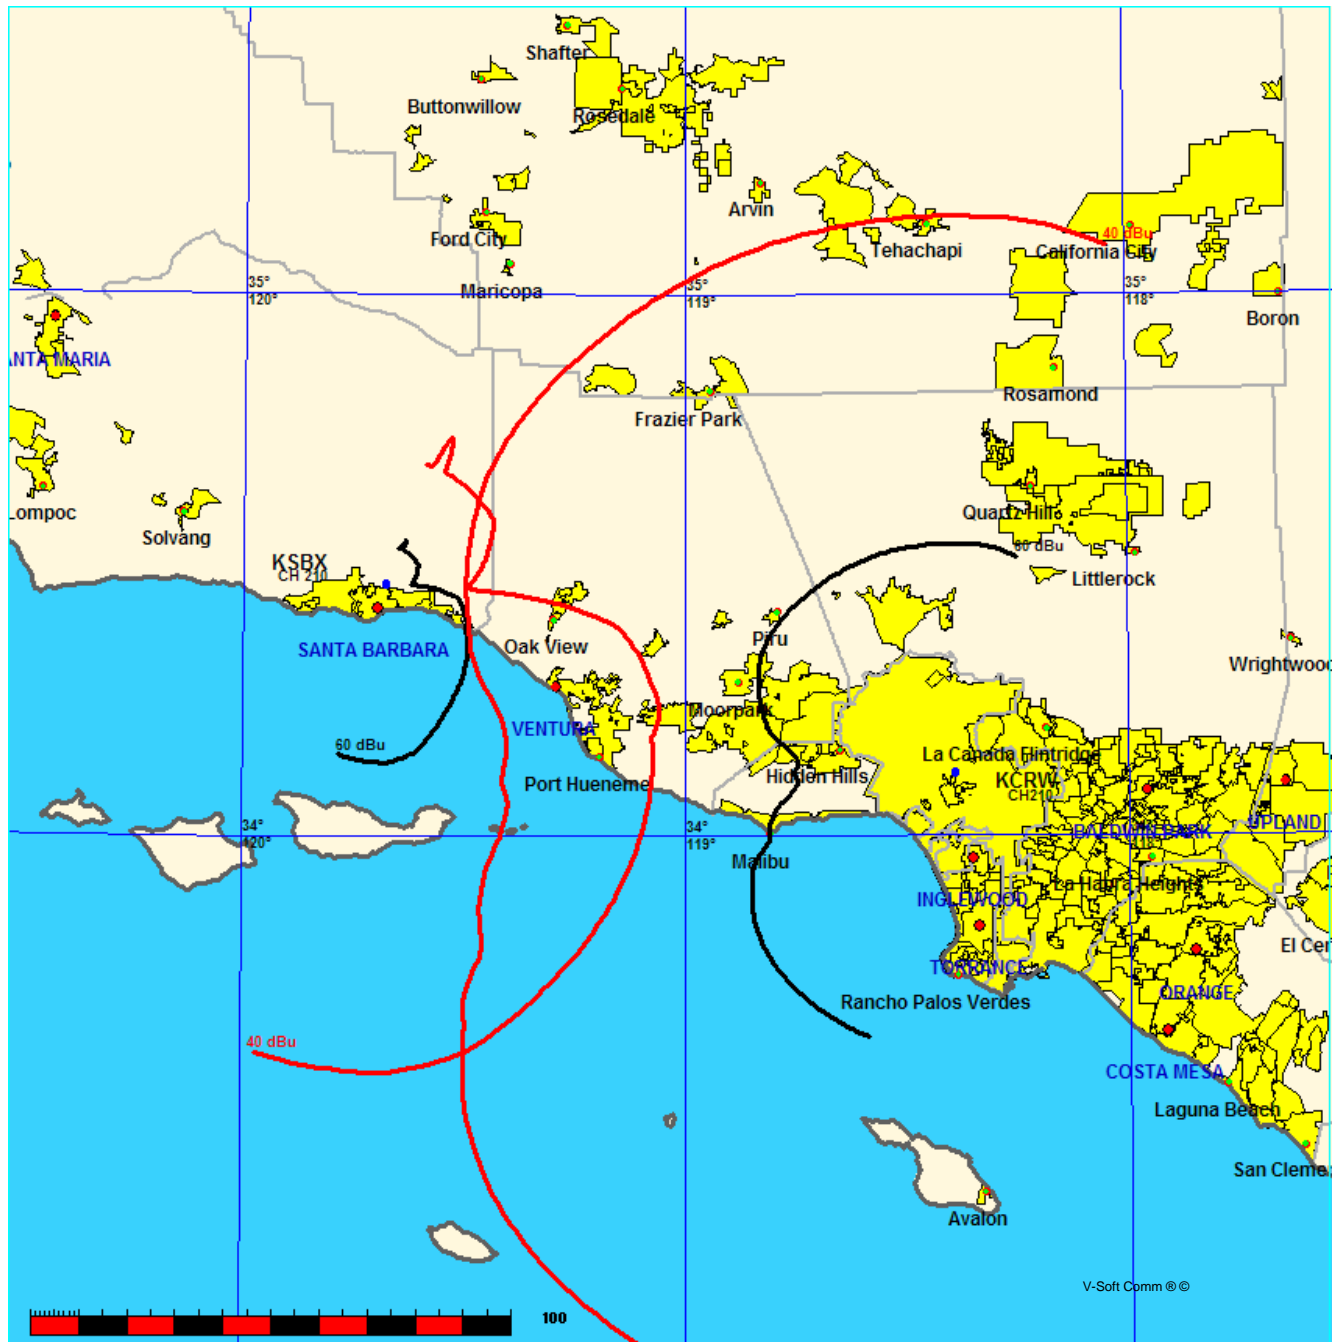 Shafter
Buttonwillow
Rosedale
Arvin
Ford City
Tehachapi
40 dBu
California City
Maricopa
35°
120°
35°
119°
35°
118°
Boron
ANTA MARIA
Rosamond
Frazier Park
Lompoc
Quartz Hill
Solvang
60 dBu
KSBX
CH 210
Littlerock
SANTA BARBARA
Oak View
Piru
Wrightwood
Moorpark
VENTURA
60 dBu
La Canada Flintridge
Hidden Hills
KCRW
CH210
Port Hueneme
34°
120°
34°
119°
BALDWIN PARK
UPLAND
118°
Malibu
La Habra Heights
INGLEWOOD
El Cer
TORRANCE
ORANGE
Rancho Palos Verdes
40 dBu
COSTA MESA
Laguna Beach
San Cleme
Avalon
V-Soft Comm ® ©
100